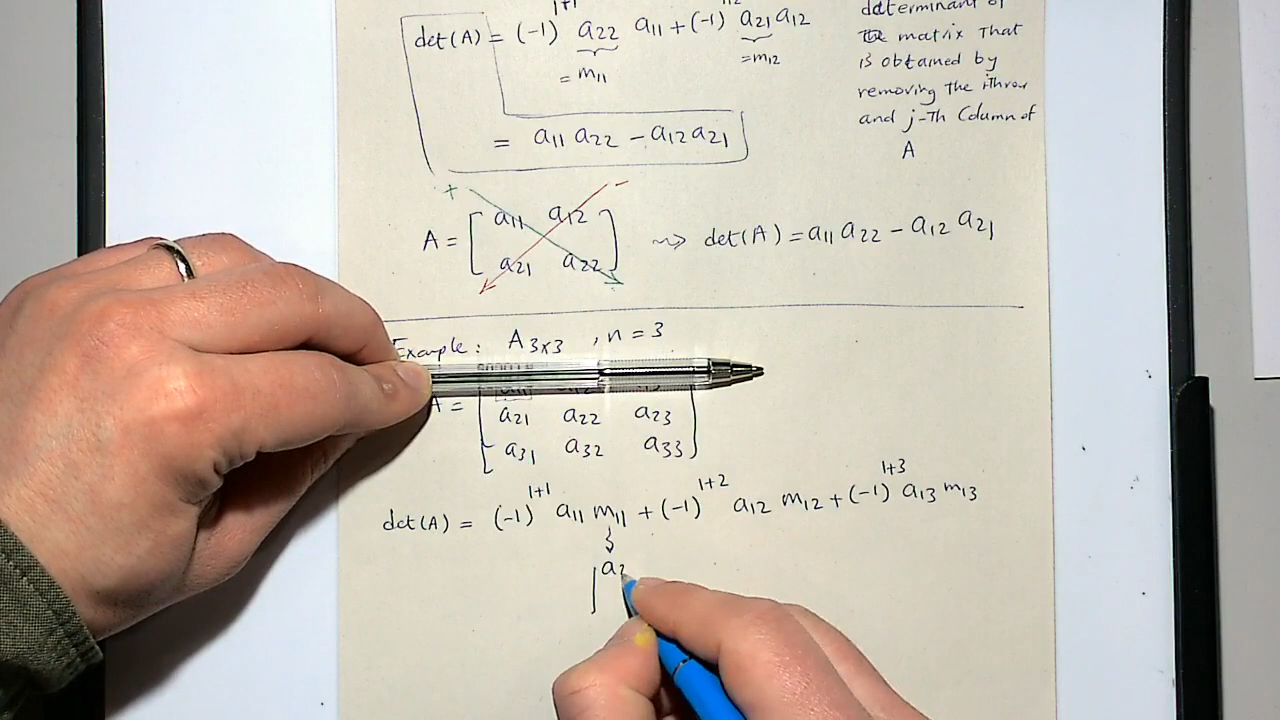 det(A) = (-1)^{1+1} a22 a11 + (-1) a21 a12
= m11
= m12
= a11 a22 - a12 a21
determinant of
the matrix that
is obtained by
removing the ith row
and j-th Column of
A
+ -
A = [ a11 a12
a21 a22 ]
⇝ det(A) = a11 a22 - a12 a21
Example: A3x3 , n = 3
A = [
a21 a22 a23
a31 a32 a33 ]
det(A) = (-1)^{1+1} a11 m11 + (-1)^{1+2} a12 m12 + (-1)^{1+3} a13 m13
| a2